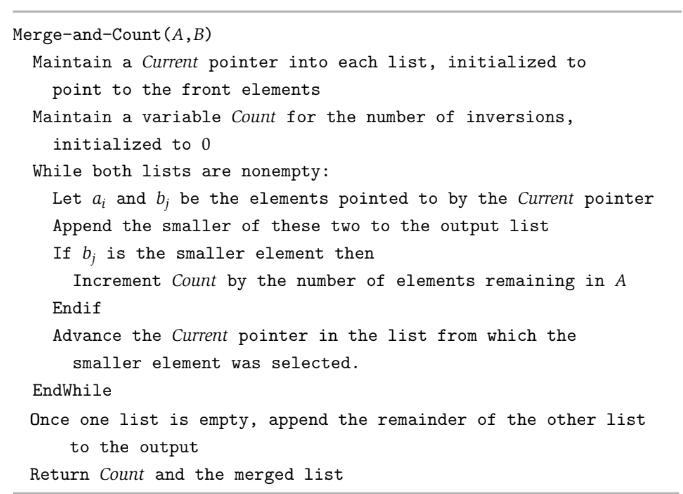 Merge-and-Count(A,B)
Maintain a Current pointer into each list, initialized to
point to the front elements
Maintain a variable Count for the number of inversions,
initialized to 0
While both lists are nonempty:
Let aᵢ and bⱼ be the elements pointed to by the Current pointer
Append the smaller of these two to the output list
If bⱼ is the smaller element then
Increment Count by the number of elements remaining in A
Endif
Advance the Current pointer in the list from which the
smaller element was selected.
EndWhile
Once one list is empty, append the remainder of the other list
to the output
Return Count and the merged list